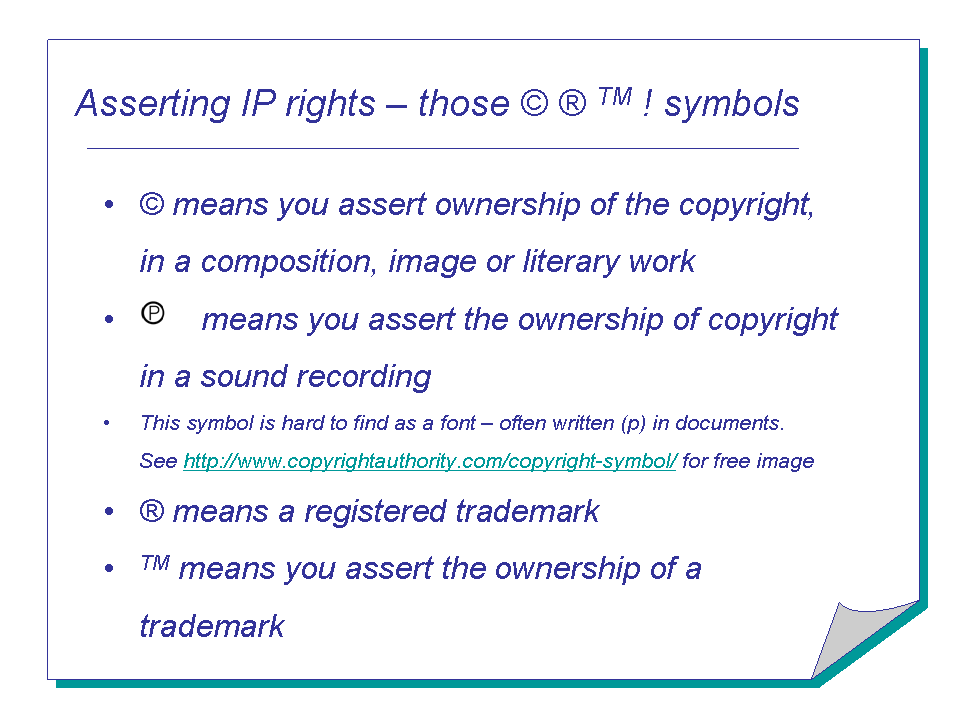 Asserting IP rights – those © ® ™ ! symbols
• © means you assert ownership of the copyright,
in a composition, image or literary work
• ℗ means you assert the ownership of copyright
in a sound recording
• This symbol is hard to find as a font – often written (p) in documents.
See http://www.copyrightauthority.com/copyright-symbol/ for free image
• ® means a registered trademark
• ™ means you assert the ownership of a
trademark